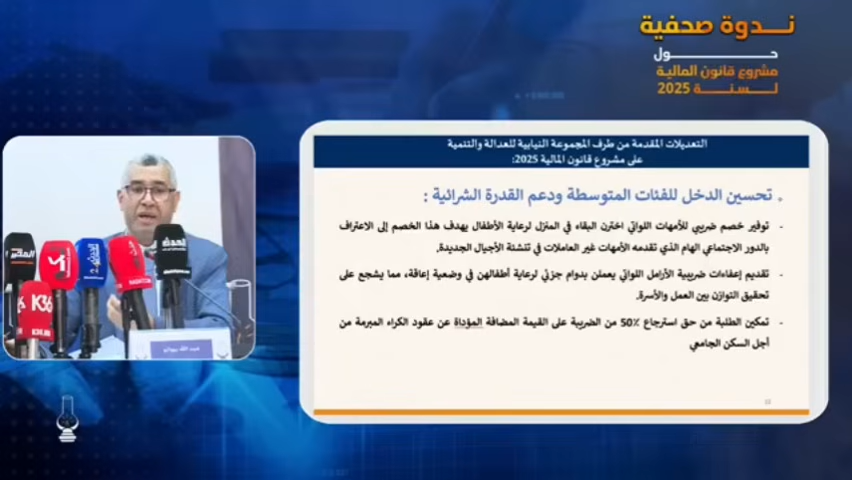 ندوة صحفية
حول
مشروع قانون المالية
لسنة 2025
التعديلات المقدمة من طرف المجموعة النيابية للعدالة والتنمية
على مشروع قانون المالية 2025:
تحسين الدخل للفئات المتوسطة ودعم القدرة الشرائية :
- توفير خصم ضريبي للأمهات اللواتي اخترن البقاء في المنزل لرعاية الأطفال يهدف هذا الخصم إلى الاعتراف
بالدور الاجتماعي الهام الذي تقدمه الأمهات غير العاملات في تنشئة الأجيال الجديدة.
- تقديم إعفاءات ضريبية الأرامل اللواتي يعملن بدوام جزئي لرعاية أطفالهن في وضعية إعاقة، مما يشجع على
تحقيق التوازن بين العمل والأسرة.
- تمكين الطلبة من حق استرجاع 50% من الضريبة على القيمة المضافة المؤداة عن عقود الكراء المبرمة من
أجل السكن الجامعي
12
K36